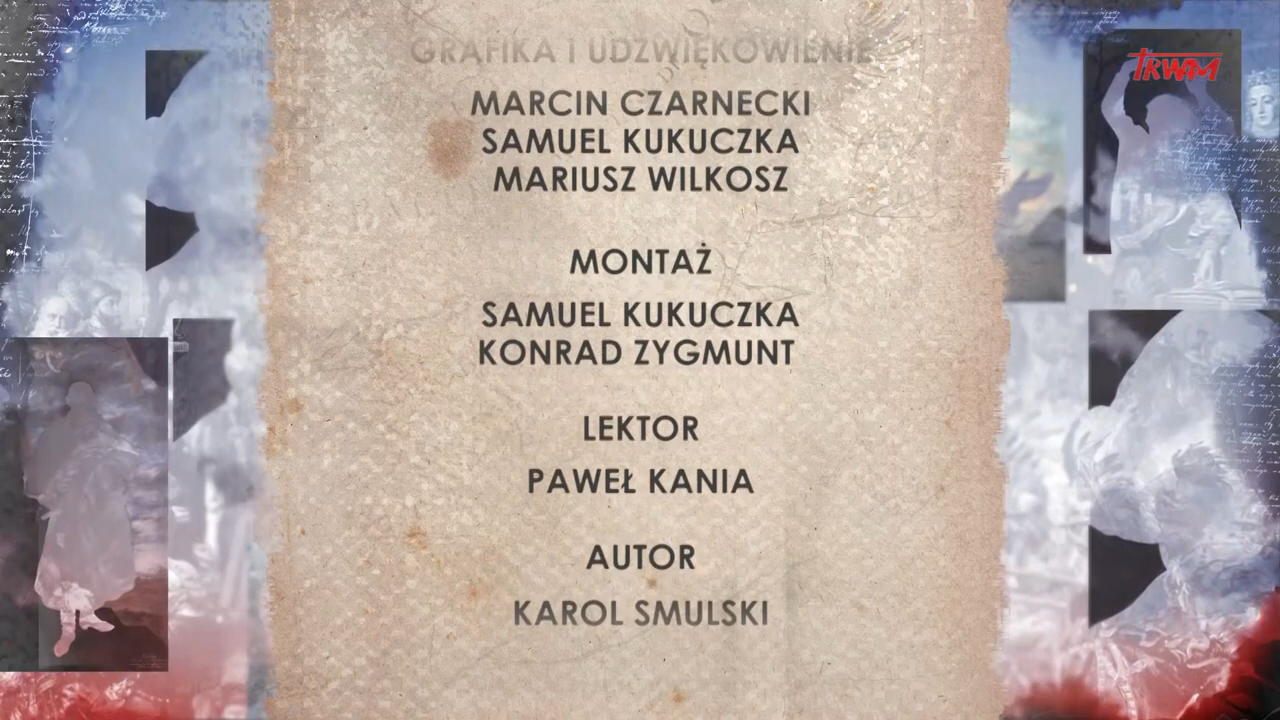 GRAFIKA I UDŹWIĘKOWIENIE
MARCIN CZARNECKI
SAMUEL KUKUCZKA
MARIUSZ WILKOSZ
MONTAŻ
SAMUEL KUKUCZKA
KONRAD ZYGMUNT
LEKTOR
PAWEŁ KANIA
AUTOR
KAROL SMULSKI
TRWAM